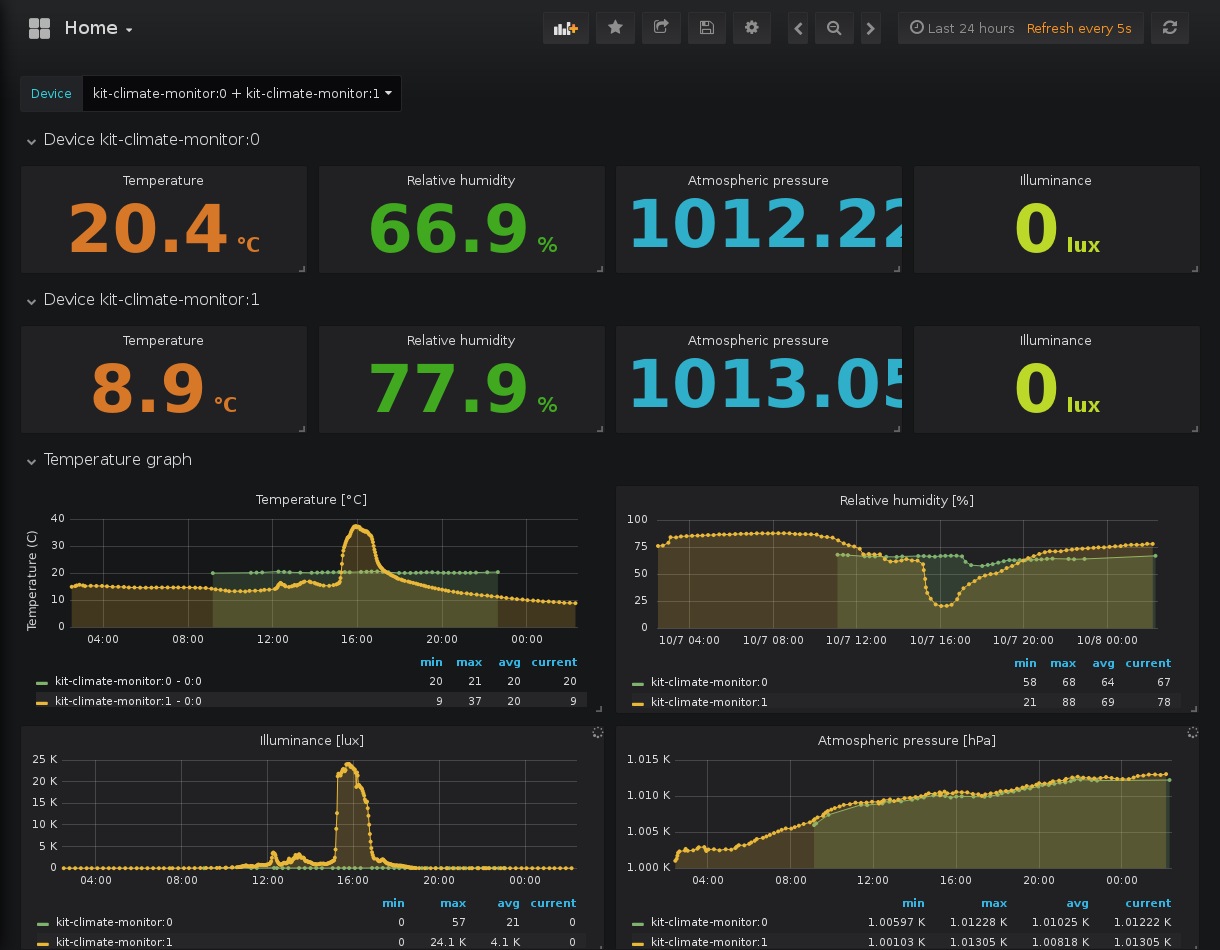 Home
Last 24 hours Refresh every 5s
Device kit-climate-monitor:0 + kit-climate-monitor:1
Device kit-climate-monitor:0
Temperature Relative humidity Atmospheric pressure Illuminance
20.4 °C 66.9 % 1012.22 0 lux
Device kit-climate-monitor:1
Temperature Relative humidity Atmospheric pressure Illuminance
8.9 °C 77.9 % 1013.05 0 lux
Temperature graph
Temperature [°C]
Temperature (C)
40
30
20
10
0
04:00 08:00 12:00 16:00 20:00 00:00
min max avg current
kit-climate-monitor:0 - 0:0 20 21 20 20
kit-climate-monitor:1 - 0:0 9 37 20 9
Relative humidity [%]
100
75
50
25
0
10/7 04:00 10/7 08:00 10/7 12:00 10/7 16:00 10/7 20:00 10/8 00:00
min max avg current
kit-climate-monitor:0 58 68 64 67
kit-climate-monitor:1 21 88 69 78
Illuminance [lux]
25 K
20 K
15 K
10 K
5 K
0
04:00 08:00 12:00 16:00 20:00 00:00
min max avg current
kit-climate-monitor:0 0 57 21 0
kit-climate-monitor:1 0 24.1 K 4.1 K 0
Atmospheric pressure [hPa]
1.015 K
1.010 K
1.005 K
1.000 K
04:00 08:00 12:00 16:00 20:00 00:00
min max avg current
kit-climate-monitor:0 1.00597 K 1.01228 K 1.01025 K 1.01222 K
kit-climate-monitor:1 1.00103 K 1.01305 K 1.00818 K 1.01305 K